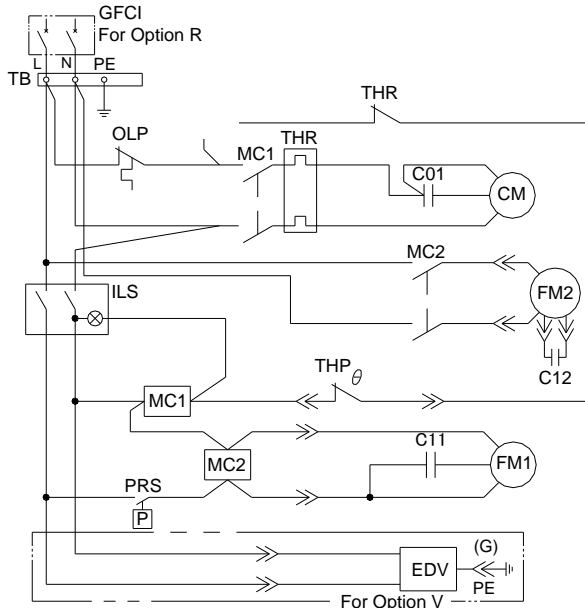 GFCI
For Option R
L N PE
TB
THR
OLP
MC1 THR
C01
CM
MC2
ILS
FM2
C12
THP θ
MC1
C11
MC2
FM1
PRS
P
(G)
EDV
PE
For Option V